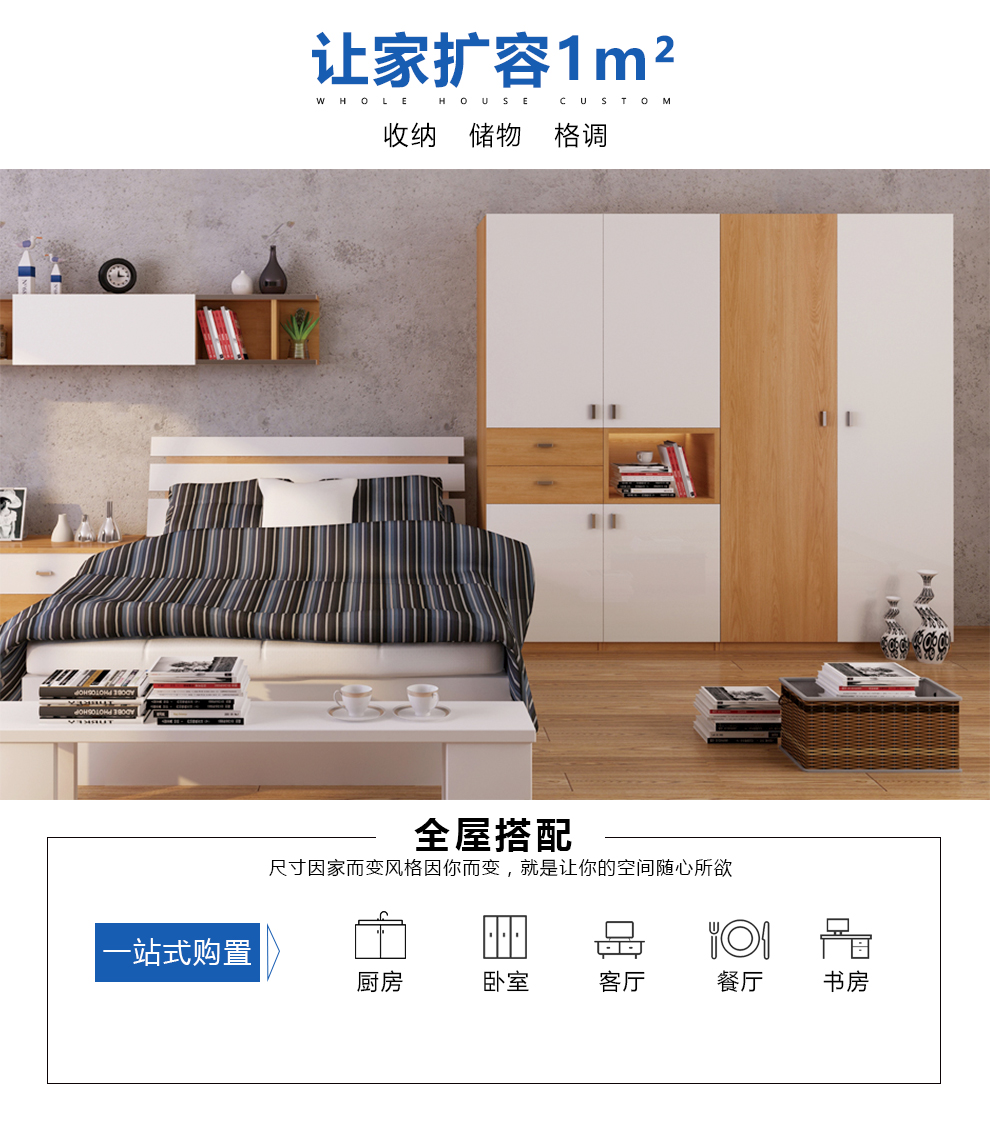 让家扩容1m²
WHOLE HOUSE CUSTOM
收纳 储物 格调
ADOBE PHOTOSHOP
ADOBE PHOTOSHOP
全屋搭配
尺寸因家而变风格因你而变，就是让你的空间随心所欲
一站式购置
厨房 卧室 客厅 餐厅 书房